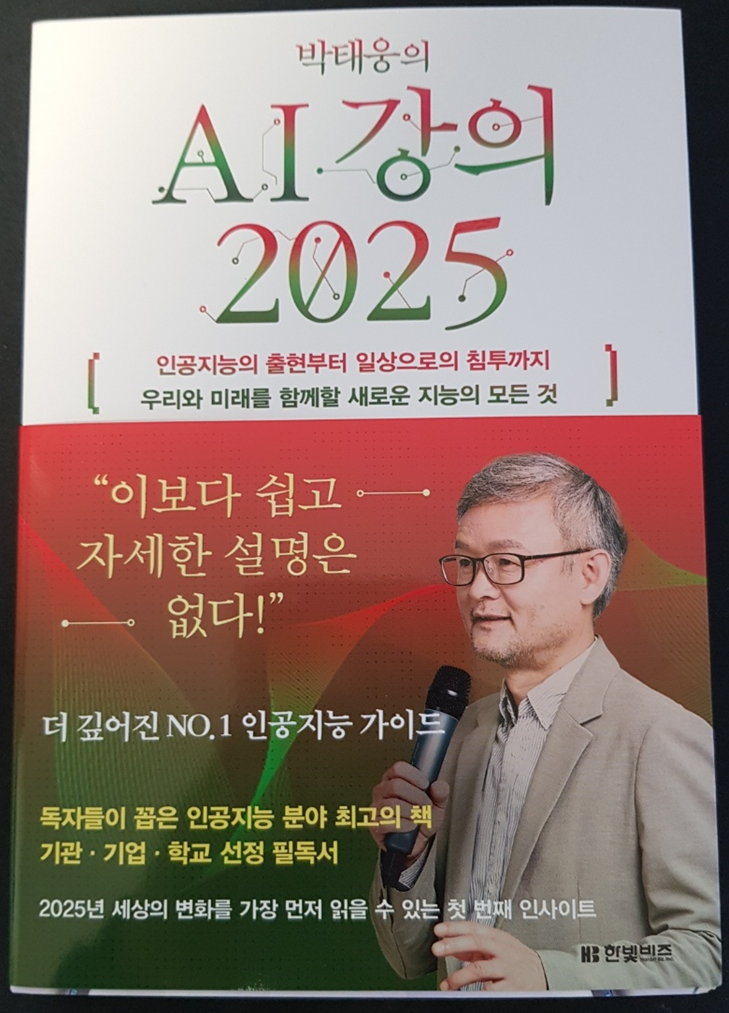 박태웅의
AI 강의
2025
인공지능의 출현부터 일상으로의 침투까지
우리와 미래를 함께할 새로운 지능의 모든 것
“이보다 쉽고
자세한 설명은
없다!”
더 깊어진 NO.1 인공지능 가이드
독자들이 꼽은 인공지능 분야 최고의 책
기관 · 기업 · 학교 선정 필독서
2025년 세상의 변화를 가장 먼저 읽을 수 있는 첫 번째 인사이트
HB 한빛비즈